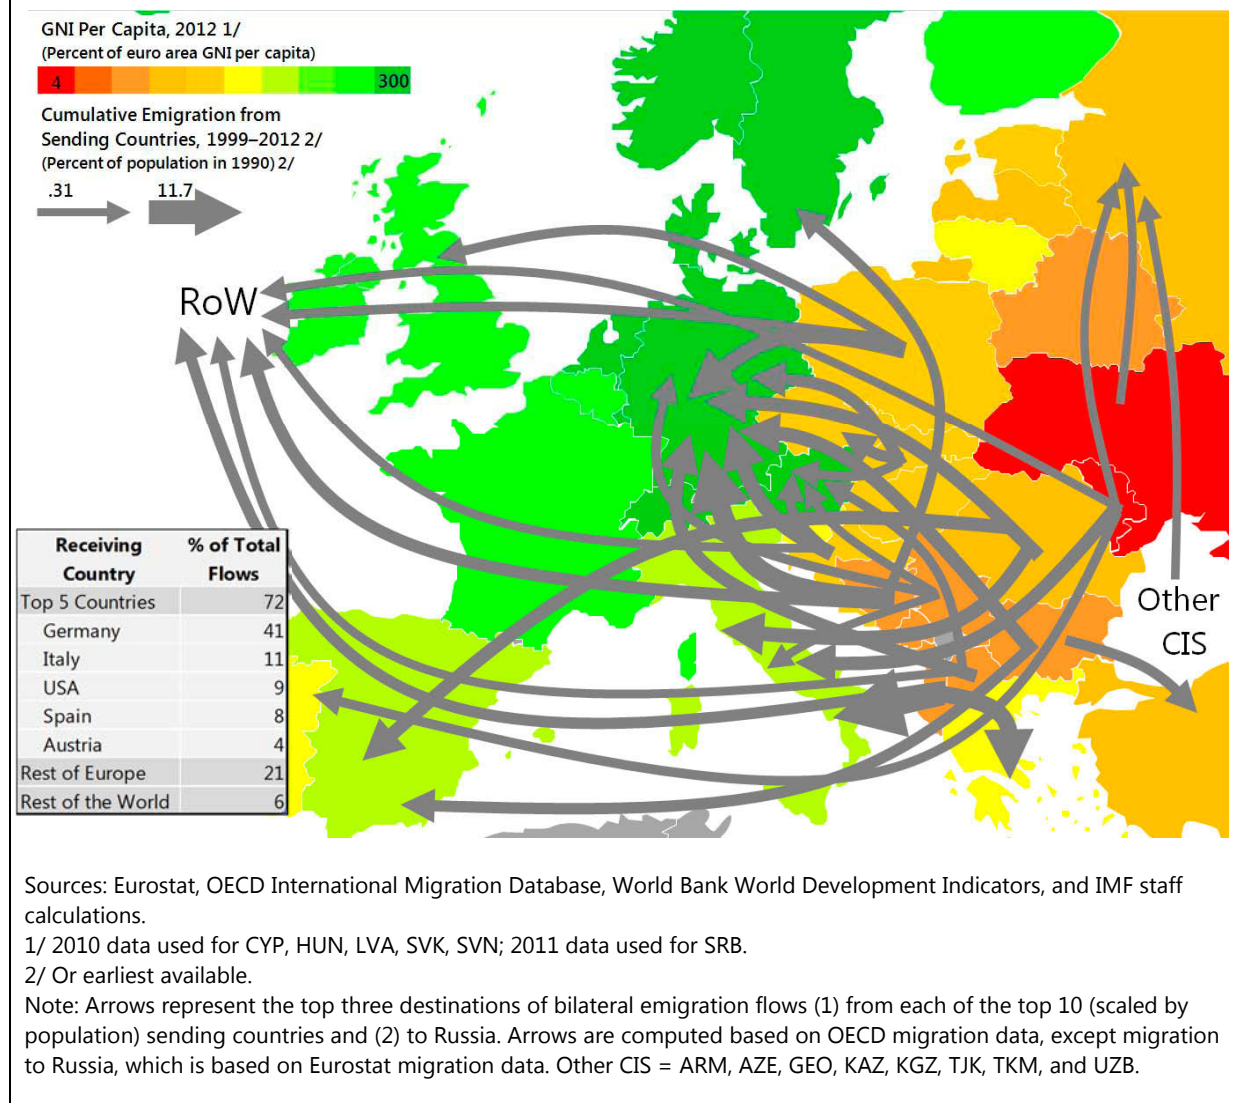 GNI Per Capita, 2012 1/
(Percent of euro area GNI per capita)
4 300
Cumulative Emigration from
Sending Countries, 1999–2012 2/
(Percent of population in 1990) 2/
.31 11.7
RoW
Other
CIS
Receiving Country % of Total Flows
Top 5 Countries 72
Germany 41
Italy 11
USA 9
Spain 8
Austria 4
Rest of Europe 21
Rest of the World 6
Sources: Eurostat, OECD International Migration Database, World Bank World Development Indicators, and IMF staff
calculations.
1/ 2010 data used for CYP, HUN, LVA, SVK, SVN; 2011 data used for SRB.
2/ Or earliest available.
Note: Arrows represent the top three destinations of bilateral emigration flows (1) from each of the top 10 (scaled by
population) sending countries and (2) to Russia. Arrows are computed based on OECD migration data, except migration
to Russia, which is based on Eurostat migration data. Other CIS = ARM, AZE, GEO, KAZ, KGZ, TJK, TKM, and UZB.